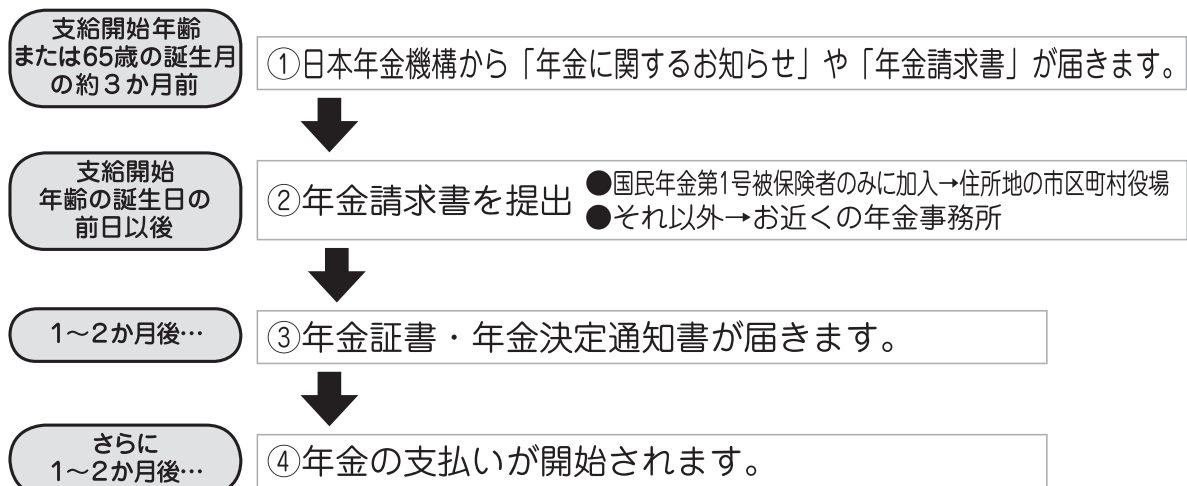 支給開始年齢
または65歳の誕生月
の約3か月前
①日本年金機構から「年金に関するお知らせ」や「年金請求書」が届きます。
支給開始
年齢の誕生日の
前日以後
②年金請求書を提出
●国民年金第1号被保険者のみに加入→住所地の市区町村役場
●それ以外→お近くの年金事務所
1〜2か月後…
③年金証書・年金決定通知書が届きます。
さらに
1〜2か月後…
④年金の支払いが開始されます。